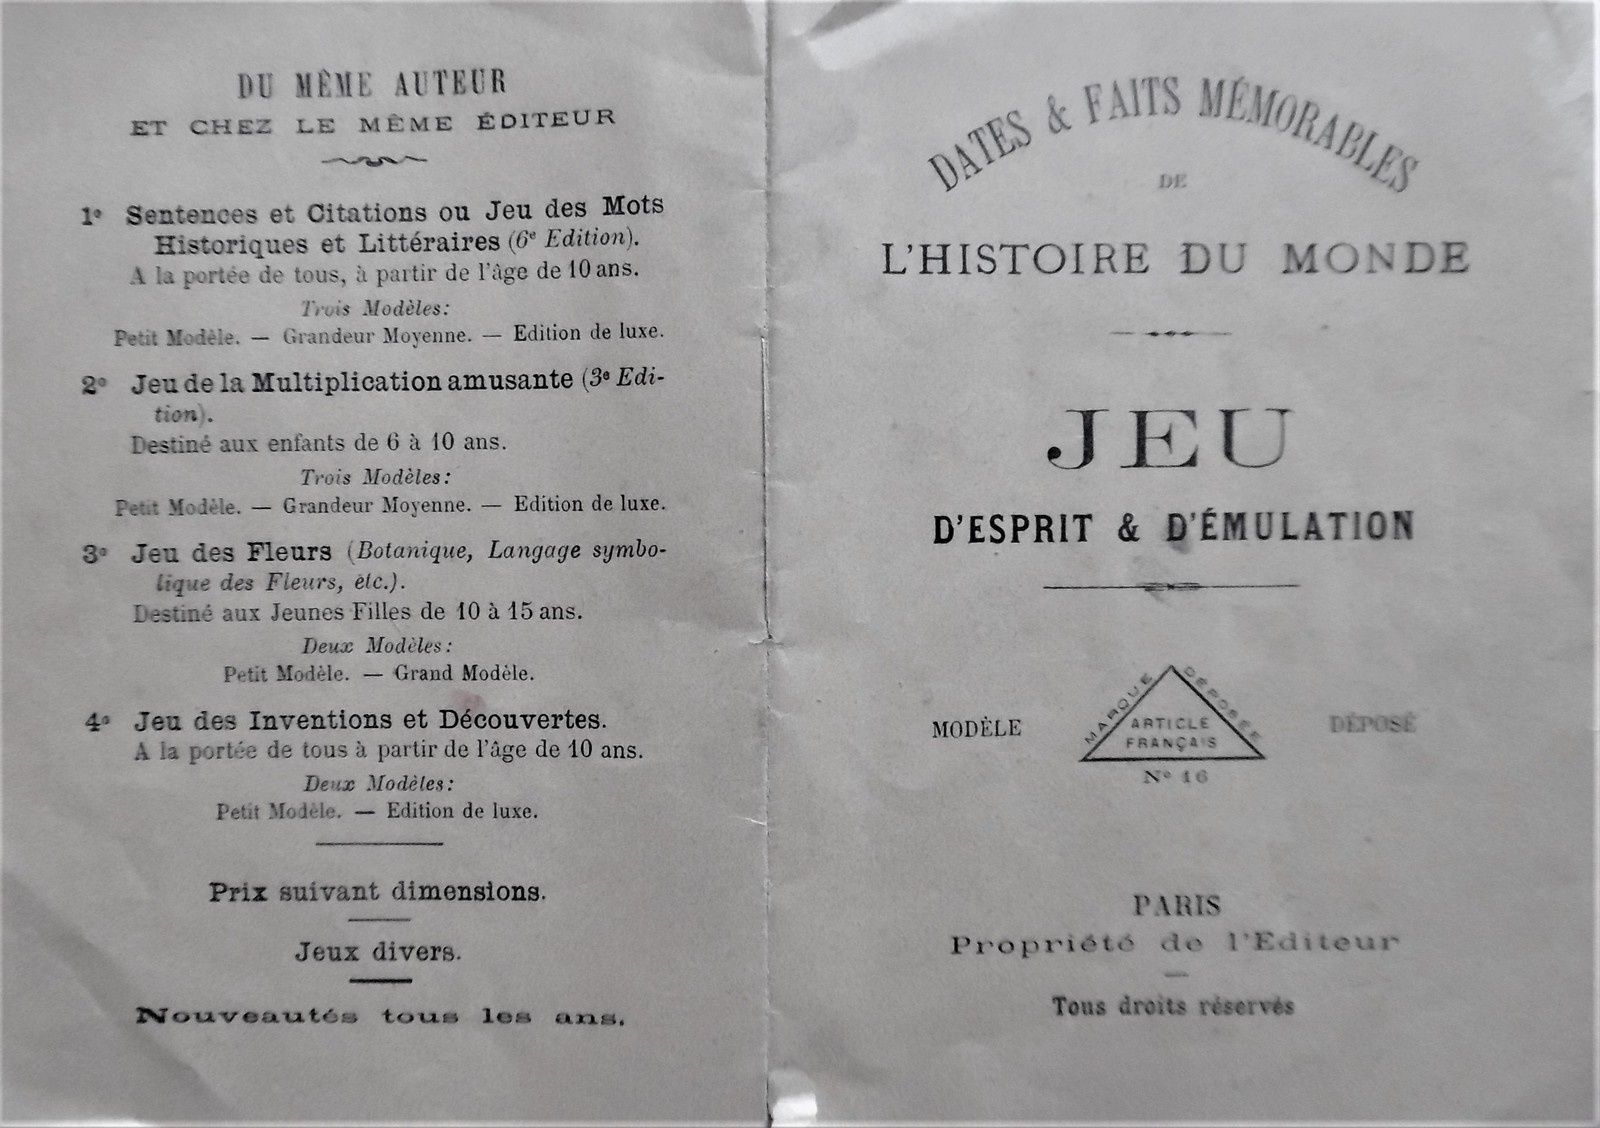 DU MÊME AUTEUR
ET CHEZ LE MÊME ÉDITEUR
1º Sentences et Citations ou Jeu des Mots
Historiques et Littéraires (6e Edition).
A la portée de tous, à partir de l'âge de 10 ans.
Trois Modèles:
Petit Modèle. — Grandeur Moyenne. — Edition de luxe.
2º Jeu de la Multiplication amusante (3e Edi-
tion).
Destiné aux enfants de 6 à 10 ans.
Trois Modèles:
Petit Modèle. — Grandeur Moyenne. — Edition de luxe.
3º Jeu des Fleurs (Botanique, Langage symbo-
lique des Fleurs, etc.).
Destiné aux Jeunes Filles de 10 à 15 ans.
Deux Modèles:
Petit Modèle. — Grand Modèle.
4º Jeu des Inventions et Découvertes.
A la portée de tous à partir de l'âge de 10 ans.
Deux Modèles:
Petit Modèle. — Edition de luxe.
Prix suivant dimensions.
Jeux divers.
Nouveautés tous les ans.
DATES & FAITS MÉMORABLES
DE
L'HISTOIRE DU MONDE
JEU
D'ESPRIT & D'ÉMULATION
MODÈLE
MARQUE DÉPOSÉE
ARTICLE
FRANÇAIS
Nº 16
DÉPOSÉ
PARIS
Propriété de l'Editeur
Tous droits réservés